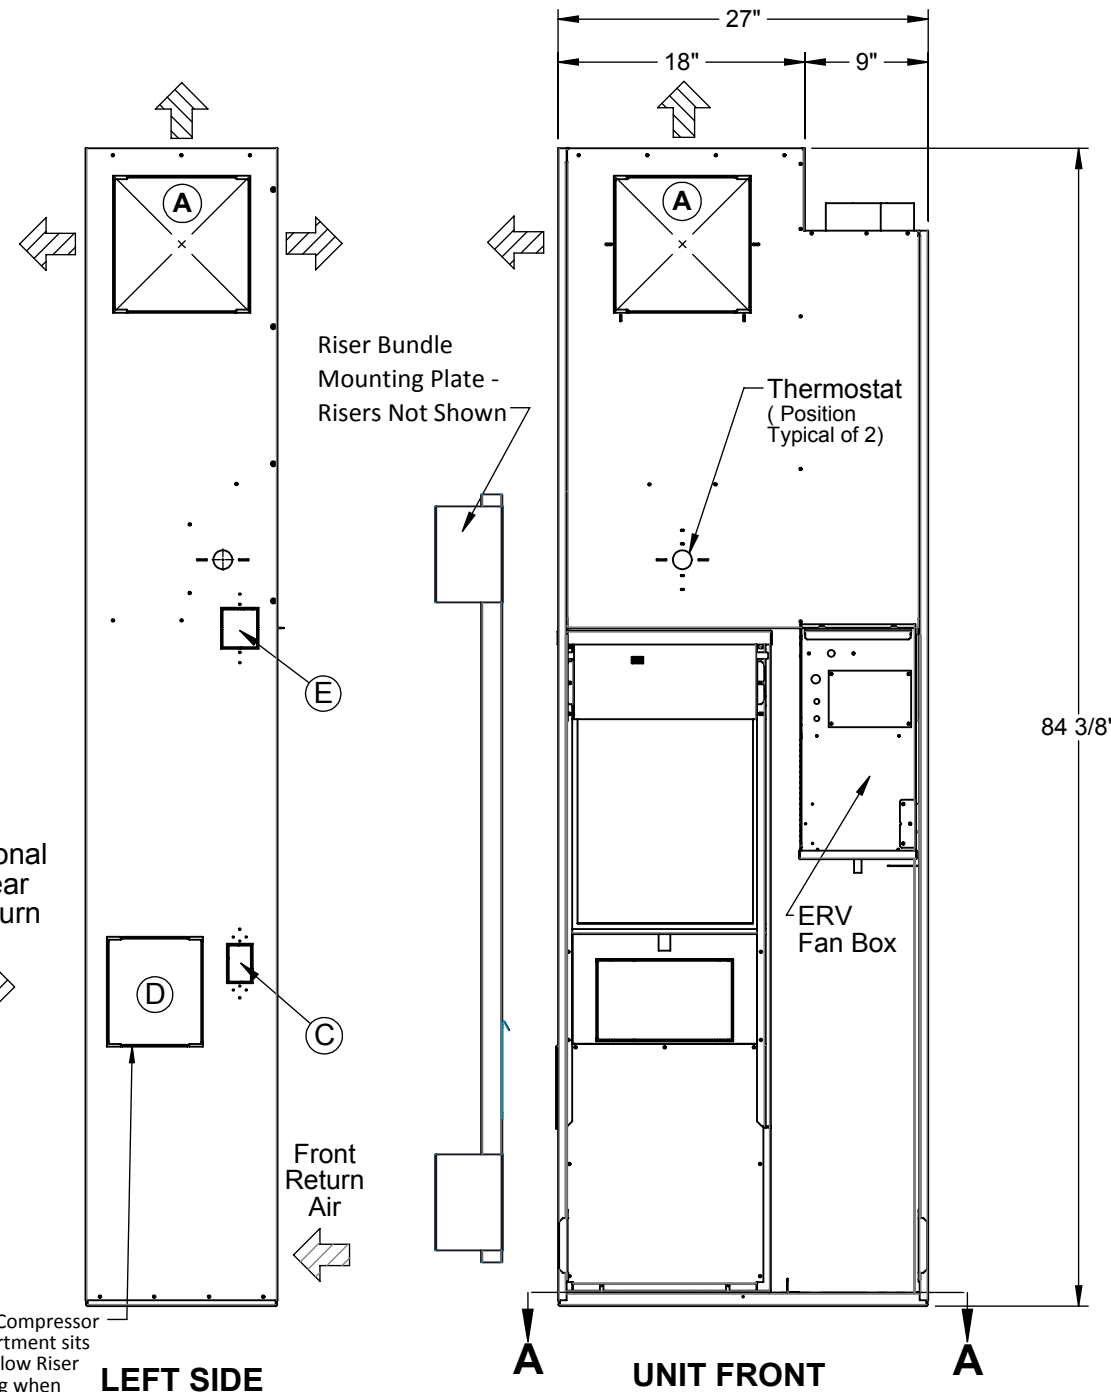 27"
18"
9"
A
A
Riser Bundle
Mounting Plate -
Risers Not Shown
Thermostat
( Position
Typical of 2)
E
84 3/8"
ERV
Fan Box
D
C
Front
Return
Air
Compressor
sits
Riser
when
LEFT SIDE
A
UNIT FRONT
A